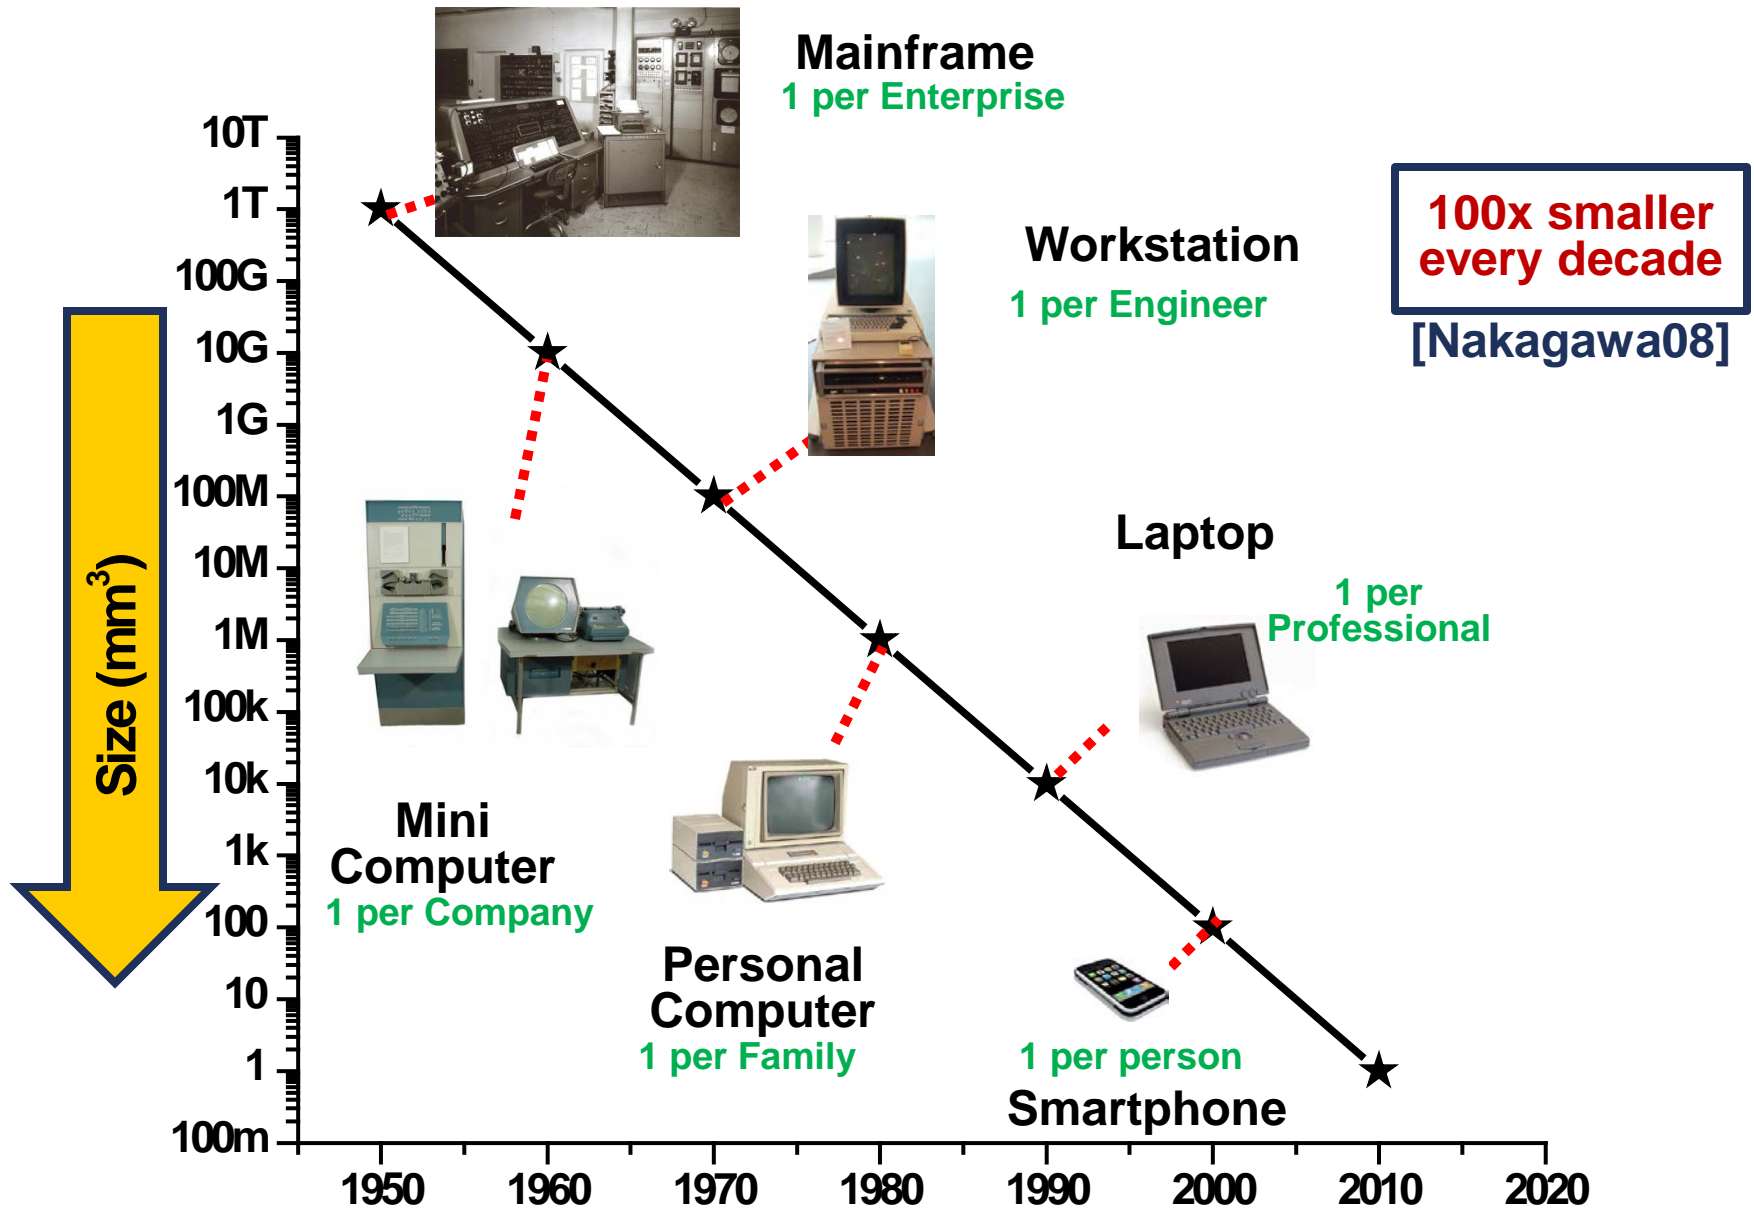 Mainframe
1 per Enterprise
10T
1T
100G
10G
1G
100M
10M
1M
100k
10k
1k
100
10
1
100m
Size (mm³)
100x smaller
every decade
[Nakagawa08]
Workstation
1 per Engineer
Laptop
1 per
Professional
Mini
Computer
1 per Company
Personal
Computer
1 per Family
1 per person
Smartphone
1950
1960
1970
1980
1990
2000
2010
2020